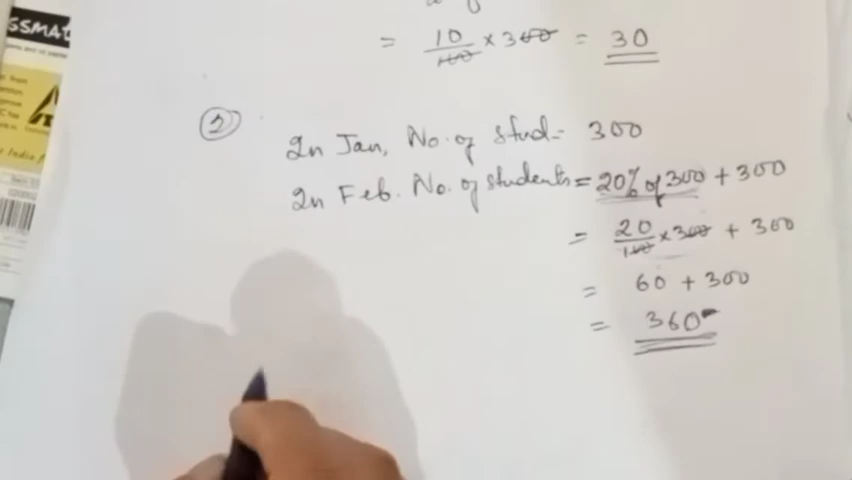 SSMA
= 10/100 × 300 = 30
2
In Jan, No. of stud = 300
In Feb. No. of students = 20% of 300 + 300
= 20/100 × 300 + 300
= 60 + 300
= 360